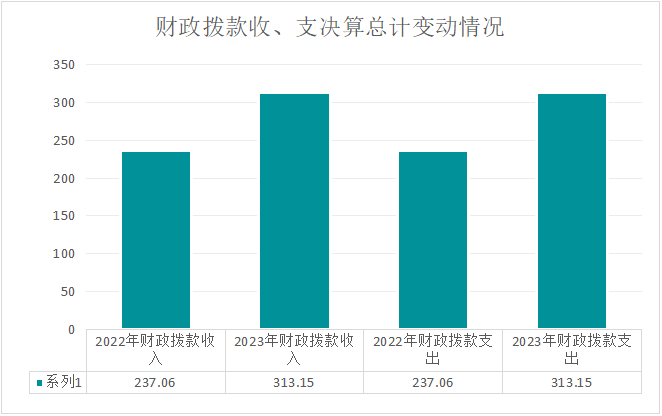 财政拨款收、支决算总计变动情况
350
300
250
200
150
100
50
0
2022年财政拨款收 2023年财政拨款收 2022年财政拨款支 2023年财政拨款支
入 入 出 出
系列1 237.06 313.15 237.06 313.15